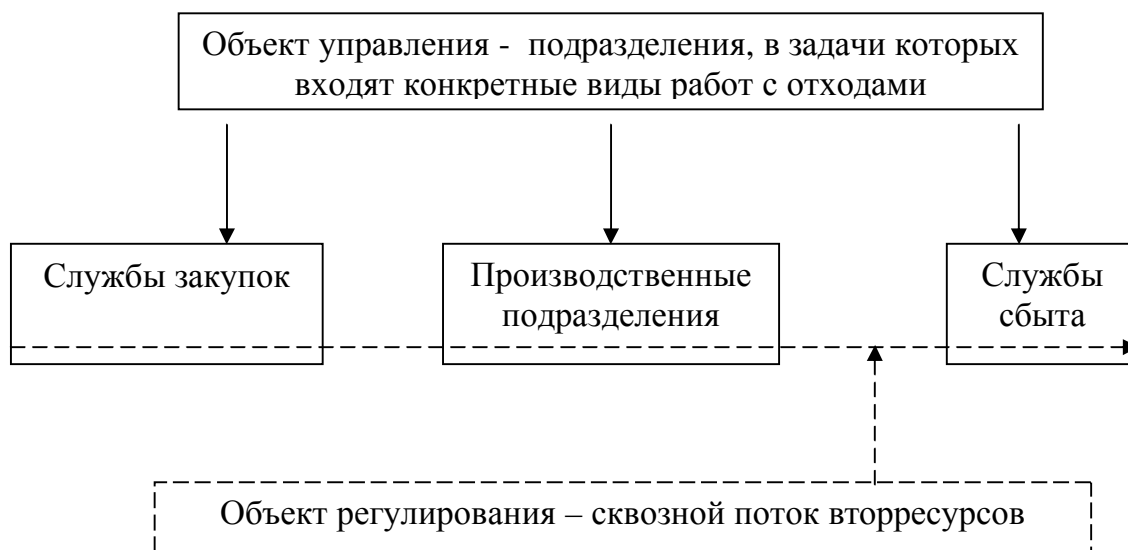 Объект управления - подразделения, в задачи которых
входят конкретные виды работ с отходами
Службы закупок
Производственные
подразделения
Службы
сбыта
Объект регулирования – сквозной поток вторресурсов